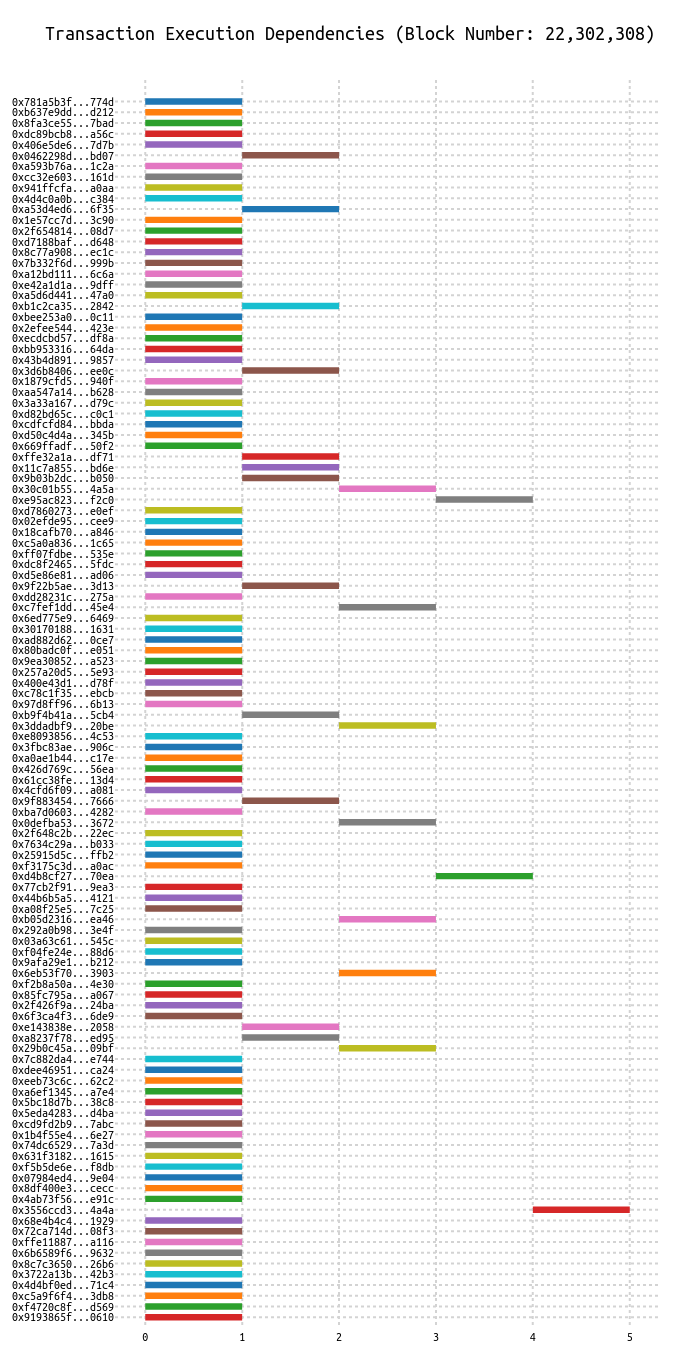 Transaction Execution Dependencies (Block Number: 22,302,308)
0x781a5b3f...774d
0xb637e9dd...d212
0x8fa3ce55...7bad
0xdc89bcb8...a56c
0x406e5de6...7d7b
0x0462298d...bd07
0xa593b76a...1c2a
0xcc32e603...161d
0x941ffcfa...a0aa
0x4d4c0a0b...c384
0xa53d4ed6...6f35
0x1e57cc7d...3c90
0x2f654814...08d7
0xd7188baf...d648
0x8c77a908...ec1c
0x7b332f6d...999b
0xa12bd111...6c6a
0xe42a1d1a...9dff
0xa5d6d441...47a0
0xb1c2ca35...2842
0xbee253a0...0c11
0x2efee544...423e
0xecdcbd57...df8a
0xbb953316...64da
0x43b4d891...9857
0x3d6b8406...ee0c
0x1879cfd5...940f
0xaa547a14...b628
0x3a33a167...d79c
0xd82bd65c...c0c1
0xcdfcfd84...bbda
0xd50c4d4a...345b
0x669ffadf...50f2
0xffe32a1a...df71
0x11c7a855...bd6e
0x9b03b2dc...b050
0x30c01b55...4a5a
0xe95ac823...f2c0
0xd7860273...e0ef
0x02efde95...cee9
0x18cafb70...a846
0xc5a0a836...1c65
0xff07fdbe...535e
0xdc8f2465...5fdc
0xd5e86e81...ad06
0x9f22b5ae...3d13
0xdd28231c...275a
0xc7fef1dd...45e4
0x6ed775e9...6469
0x30170188...1631
0xad882d62...0ce7
0x80badc0f...e051
0x9ea30852...a523
0x257a20d5...5e93
0x400e43d1...d78f
0xc78c1f35...ebcb
0x97d8ff96...6b13
0xb9f4b41a...5cb4
0x3ddadbf9...20be
0xe8093856...4c53
0x3fbc83ae...906c
0xa0ae1b44...c17e
0x426d769c...56ea
0x61cc38fe...13d4
0x4cfd6f09...a081
0x9f883454...7666
0xba7d0603...4282
0x0defba53...3672
0x2f648c2b...22ec
0x7634c29a...b033
0x25915d5c...ffb2
0xf3175c3d...a0ac
0xd4b8cf27...70ea
0x77cb2f91...9ea3
0x44b6b5a5...4121
0xa08f25e5...7c25
0xb05d2316...ea46
0x292a0b98...3e4f
0x03a63c61...545c
0xf04fe24e...88d6
0x9afa29e1...b212
0x6eb53f70...3903
0xf2b8a50a...4e30
0x85fc795a...a067
0x2f426f9a...24ba
0x6f3ca4f3...6de9
0xe143838e...2058
0xa8237f78...ed95
0x29b0c45a...09bf
0x7c882da4...e744
0xdee46951...ca24
0xeeb73c6c...62c2
0xa6ef1345...a7e4
0x5bc18d7b...38c8
0x5eda4283...d4ba
0xcd9fd2b9...7abc
0x1b4f55e4...6e27
0x74dc6529...7a3d
0x631f3182...1615
0xf5b5de6e...f8db
0x07984ed4...9e04
0x8df400e3...cecc
0x4ab73f56...e91c
0x3556ccd3...4a4a
0x68e4b4c4...1929
0x72ca714d...08f3
0xffe11887...a116
0x6b6589f6...9632
0x8c7c3650...26b6
0x3722a13b...42b3
0x4d4bf0ed...71c4
0xc5a9f6f4...3db8
0xf4720c8f...d569
0x9193865f...0610
0 1 2 3 4 5